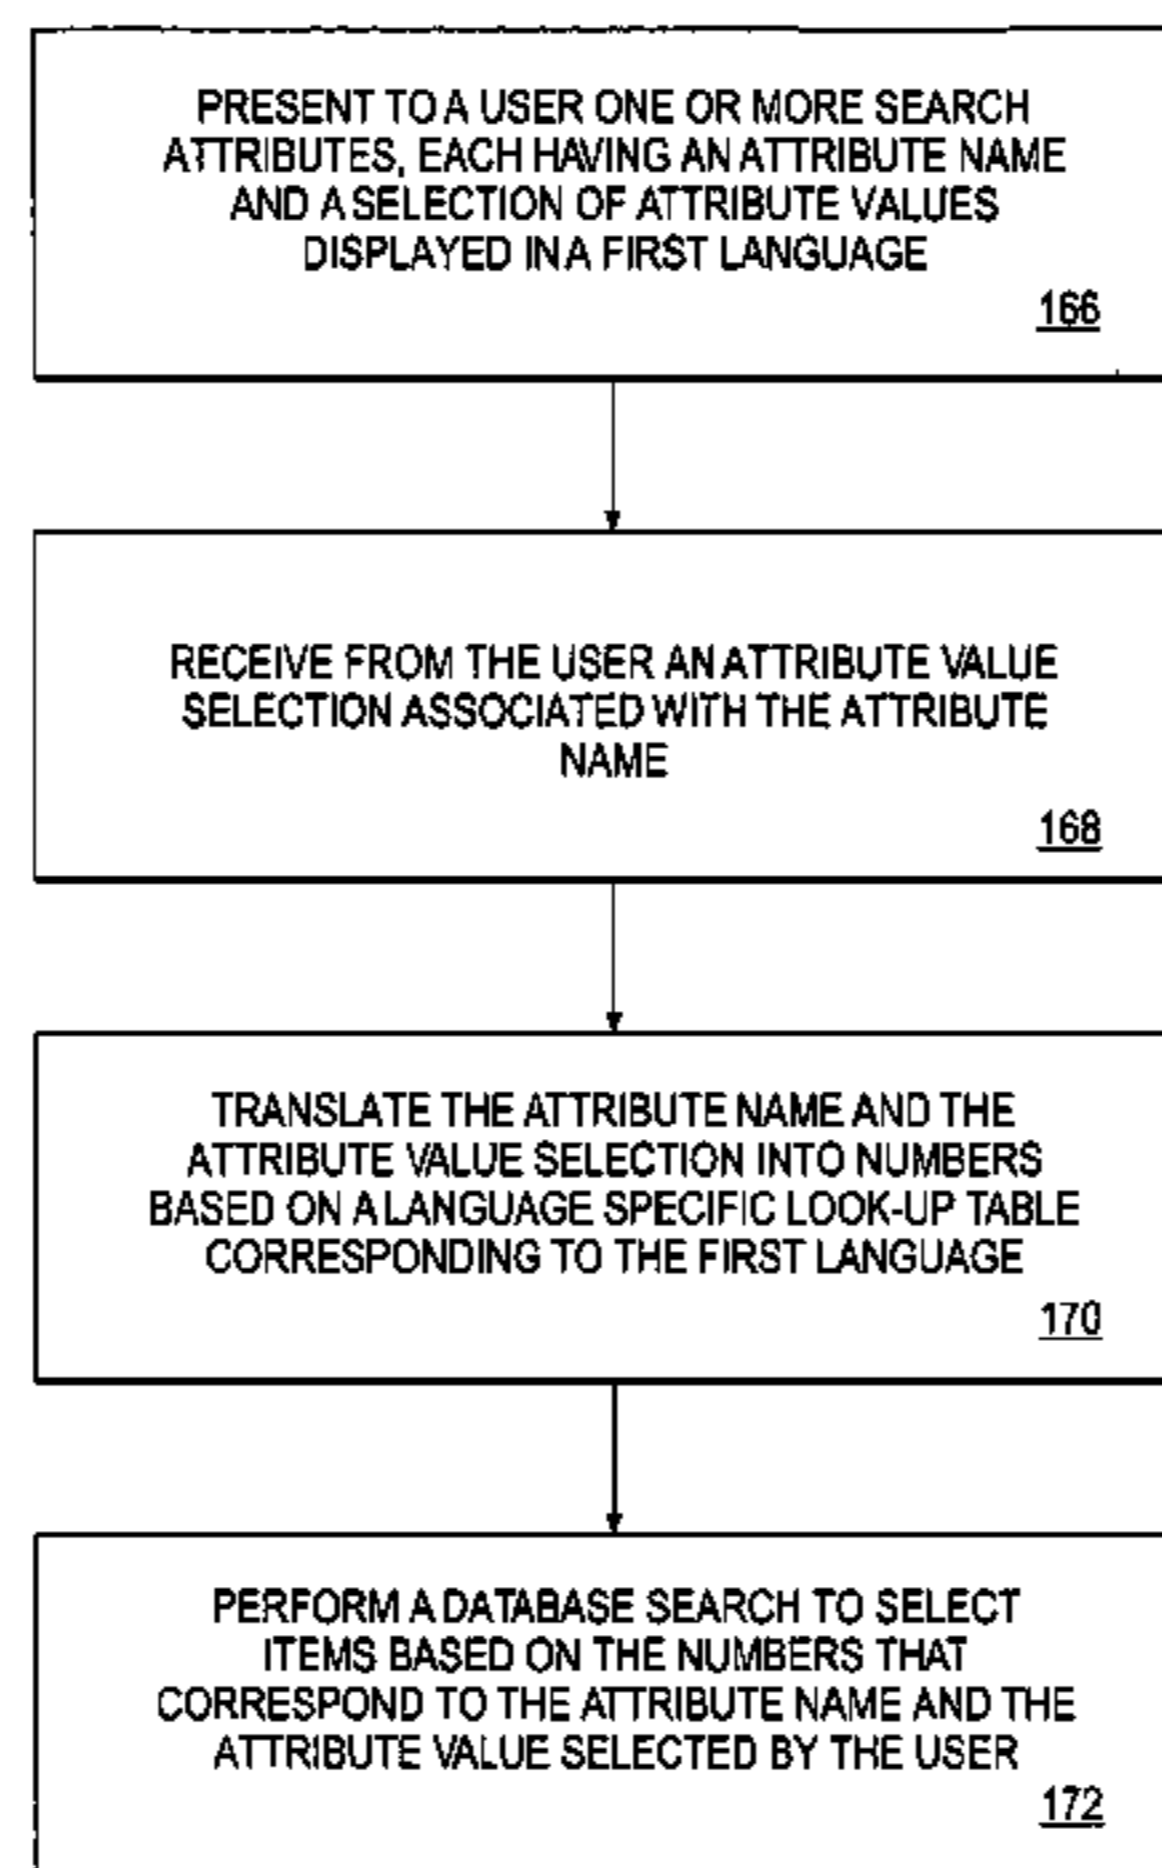 PRESENT TO A USER ONE OR MORE SEARCH
ATTRIBUTES, EACH HAVING AN ATTRIBUTE NAME
AND A SELECTION OF ATTRIBUTE VALUES
DISPLAYED IN A FIRST LANGUAGE
166
RECEIVE FROM THE USER AN ATTRIBUTE VALUE
SELECTION ASSOCIATED WITH THE ATTRIBUTE
NAME
168
TRANSLATE THE ATTRIBUTE NAME AND THE
ATTRIBUTE VALUE SELECTION INTO NUMBERS
BASED ON A LANGUAGE SPECIFIC LOOK-UP TABLE
CORRESPONDING TO THE FIRST LANGUAGE
170
PERFORM A DATABASE SEARCH TO SELECT
ITEMS BASED ON THE NUMBERS THAT
CORRESPOND TO THE ATTRIBUTE NAME AND THE
ATTRIBUTE VALUE SELECTED BY THE USER
172